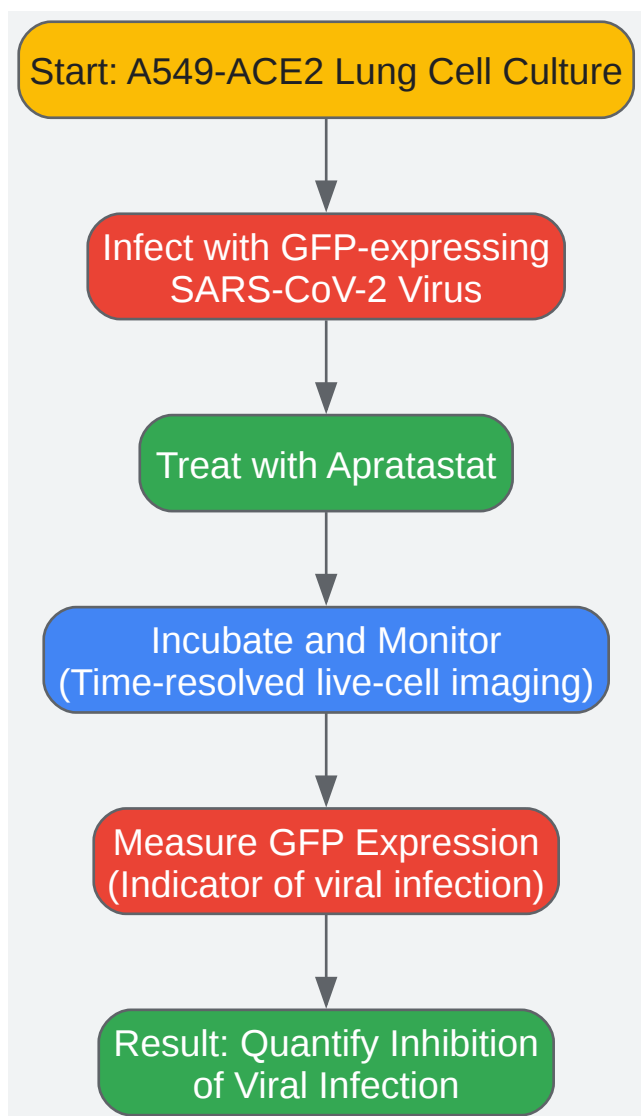 Start: A549-ACE2 Lung Cell Culture
Infect with GFP-expressing
SARS-CoV-2 Virus
Treat with Apratastat
Incubate and Monitor
(Time-resolved live-cell imaging)
Measure GFP Expression
(Indicator of viral infection)
Result: Quantify Inhibition
of Viral Infection